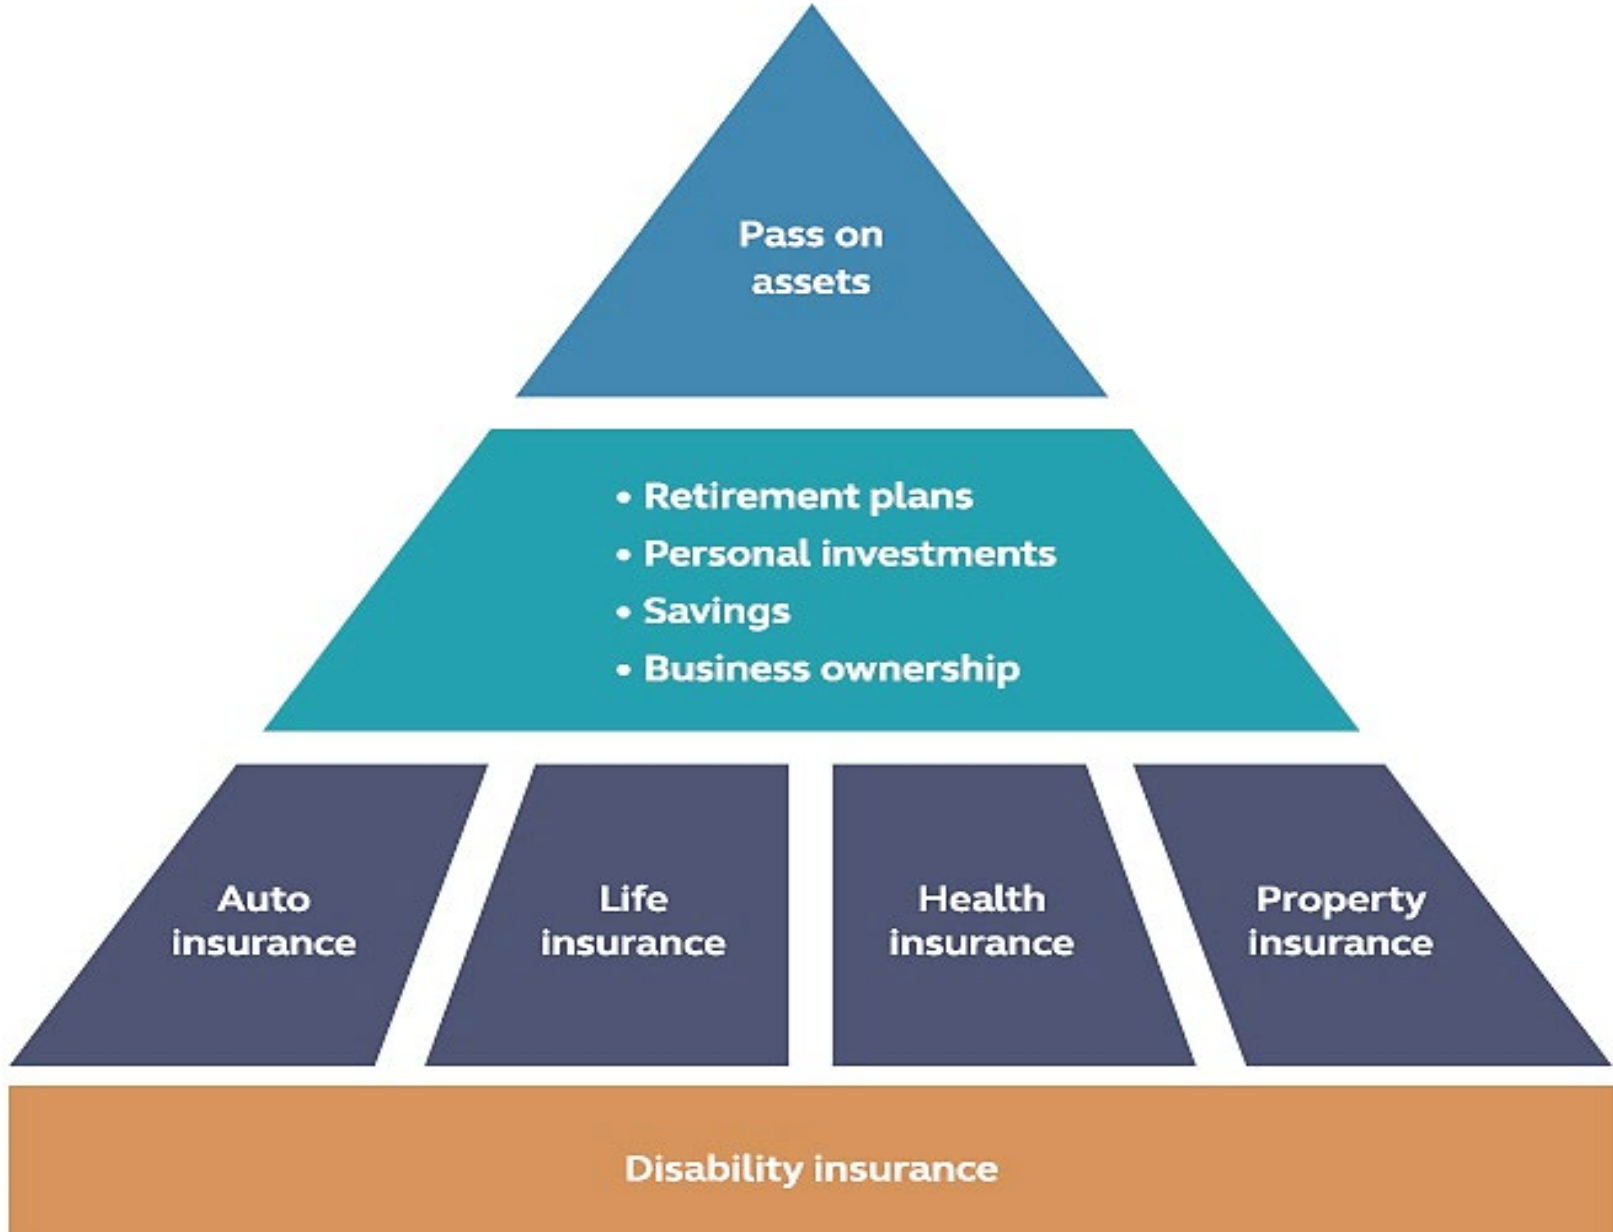 Pass on
assets
• Retirement plans
• Personal investments
• Savings
• Business ownership
Auto
insurance
Life
insurance
Health
insurance
Property
insurance
Disability insurance